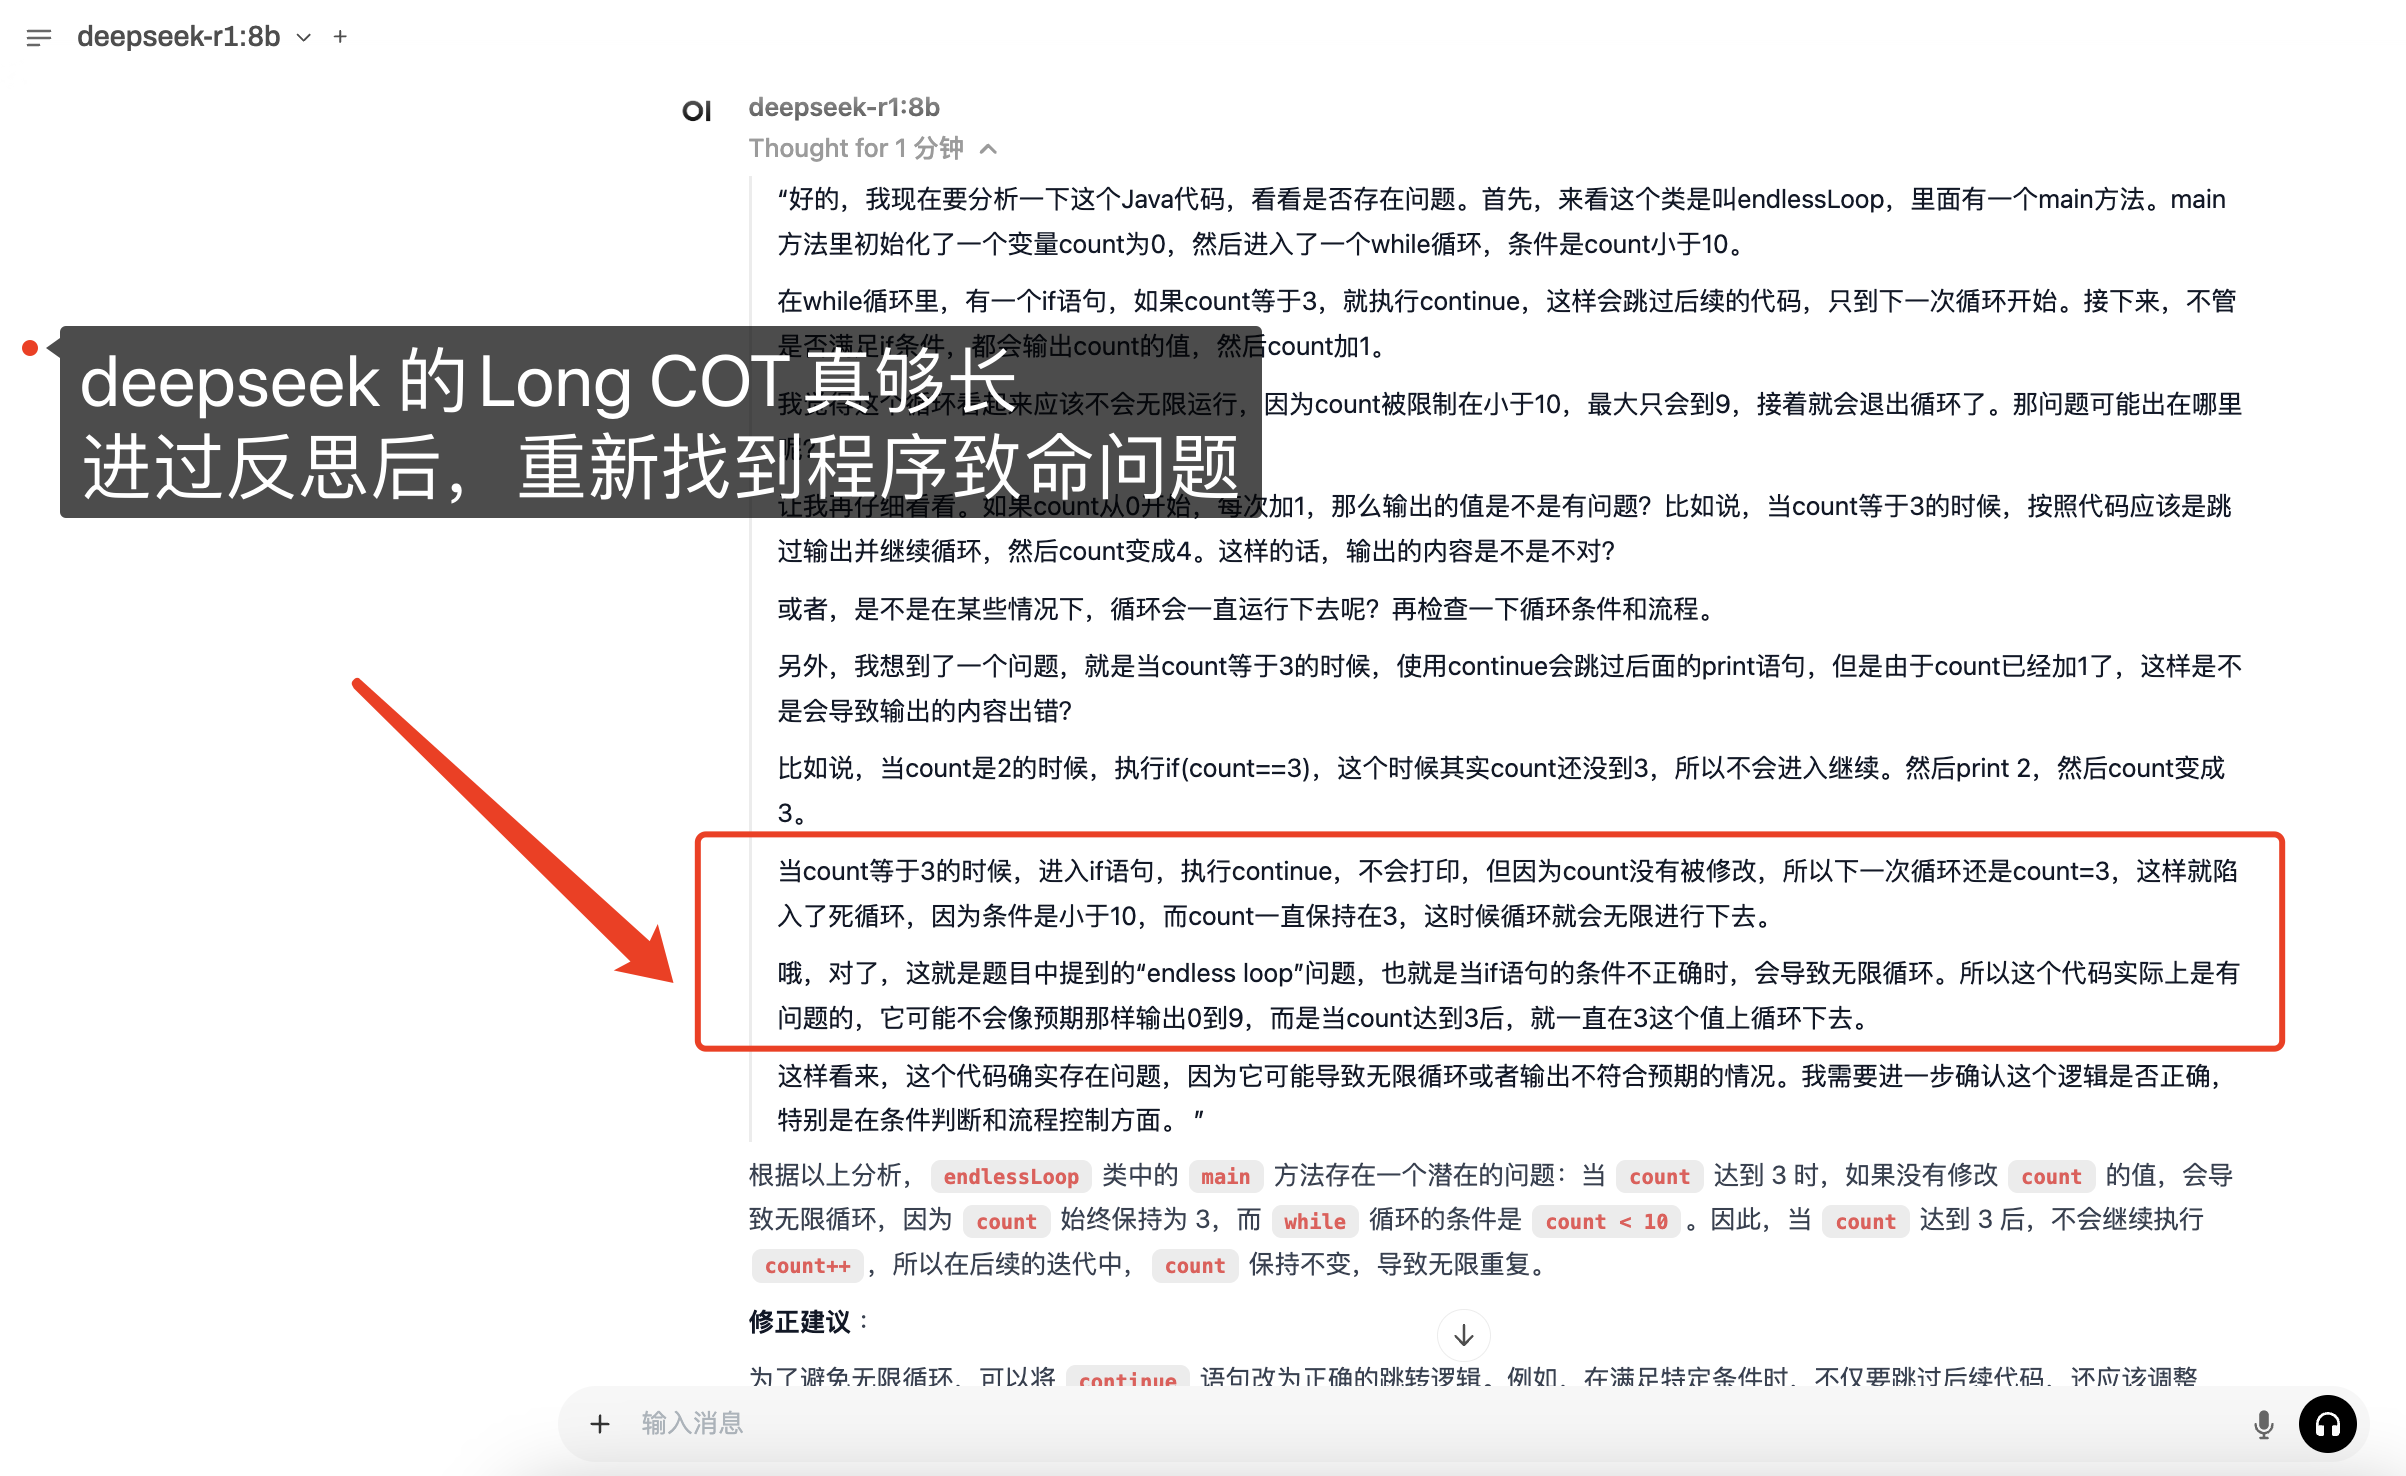 deepseek-r1:8b
OI deepseek-r1:8b
Thought for 1 分钟
“好的，我现在要分析一下这个Java代码，看看是否存在问题。首先，来看这个类是叫endlessLoop，里面有一个main方法。main
方法里初始化了一个变量count为0，然后进入了一个while循环，条件是count小于10。
在while循环里，有一个if语句，如果count等于3，就执行continue，这样会跳过后续的代码，只到下一次循环开始。接下来，不管
是否满足if条件，都会输出count的值，然后count加1。
deepseek 的Long COT 真够长
进过反思后，重新找到程序致命问题
我觉得这个循环看起来应该不会无限运行，因为count被限制在小于10，最大只会到9，接着就会退出循环了。那问题可能出在哪里
呢？
让我再仔细看看。如果count从0开始，每次加1，那么输出的值是不是有问题？比如说，当count等于3的时候，按照代码应该是跳
过输出并继续循环，然后count变成4。这样的话，输出的内容是不是不对？
或者，是不是在某些情况下，循环会一直运行下去呢？再检查一下循环条件和流程。
另外，我想到了一个问题，就是当count等于3的时候，使用continue会跳过后面的print语句，但是由于count已经加1了，这样是不
是会导致输出的内容出错？
比如说，当count是2的时候，执行if(count==3)，这个时候其实count还没到3，所以不会进入继续。然后print 2，然后count变成
3。
当count等于3的时候，进入if语句，执行continue，不会打印，但因为count没有被修改，所以下一次循环还是count=3，这样就陷
入了死循环，因为条件是小于10，而count一直保持在3，这时候循环就会无限进行下去。
哦，对了，这就是题目中提到的“endless loop”问题，也就是当if语句的条件不正确时，会导致无限循环。所以这个代码实际上是有
问题的，它可能不会像预期那样输出0到9，而是当count达到3后，就一直在3这个值上循环下去。
这样看来，这个代码确实存在问题，因为它可能导致无限循环或者输出不符合预期的情况。我需要进一步确认这个逻辑是否正确，
特别是在条件判断和流程控制方面。 ”
根据以上分析， endlessLoop 类中的 main 方法存在一个潜在的问题：当 count 达到 3 时，如果没有修改 count 的值，会导
致无限循环，因为 count 始终保持为 3，而 while 循环的条件是 count < 10 。因此，当 count 达到 3 后，不会继续执行
count++ ，所以在后续的迭代中， count 保持不变，导致无限重复。
修正建议：
为了避免无限循环，可以将 continue 语句改为正确的跳转逻辑。例如，在满足特定条件时，不仅要跳过后续代码，还应该调整
输入消息